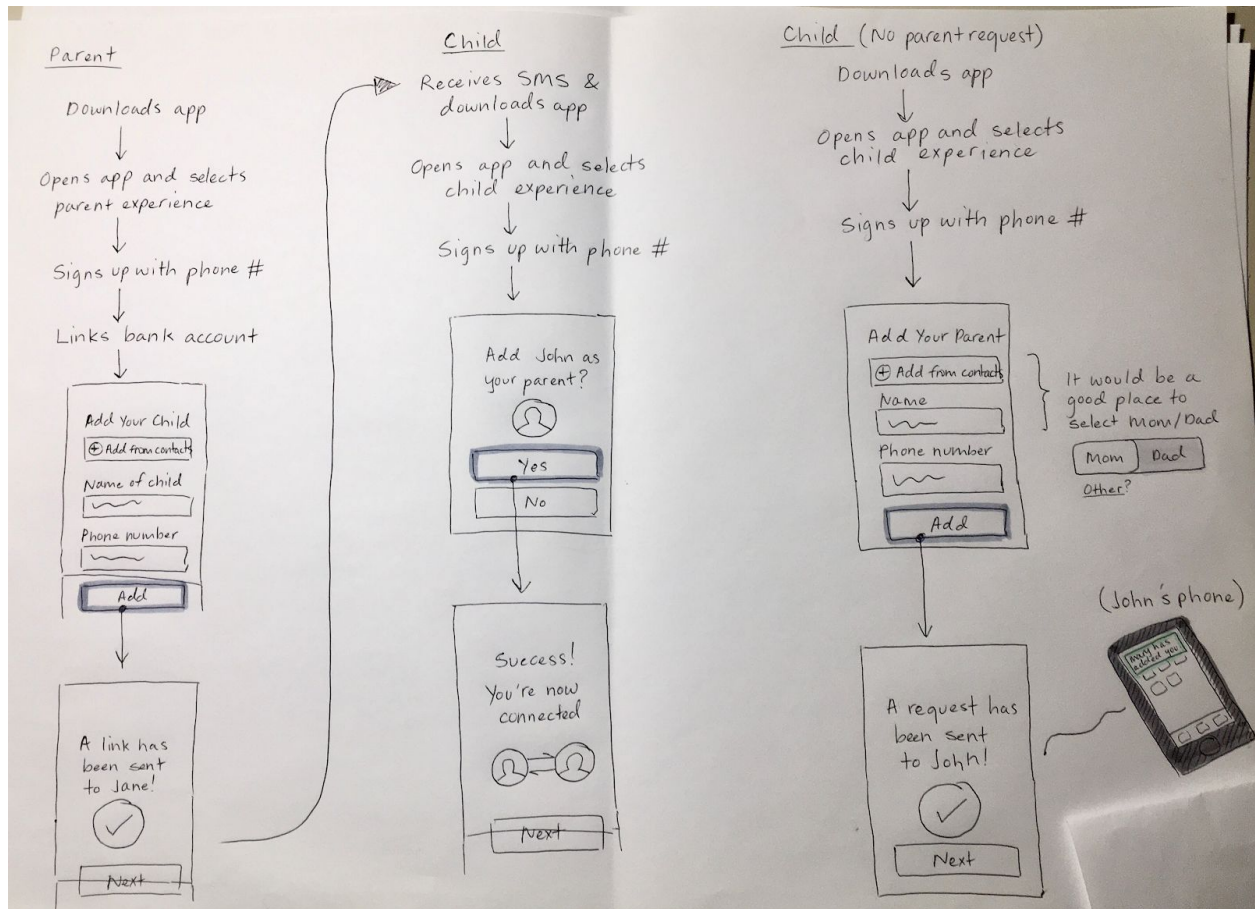 Parent
Downloads app
Opens app and selects
parent experience
Signs up with phone #
Links bank account
Add Your Child
Add from contacts
Name of child
Phone number
Add
A link has
been sent
to Jane!
Next
Child
Receives SMS &
downloads app
Opens app and selects
child experience
Signs up with phone #
Add John as
your parent?
Yes
No
Success!
You're now
connected
Next
Child (No parent request)
Downloads app
Opens app and selects
child experience
Signs up with phone #
Add Your Parent
Add from contacts
Name
Phone number
Add
It would be a
good place to
select Mom/Dad
Mom Dad
Other?
A request has
been sent
to John!
Next
(John's phone)
Mary has
added you